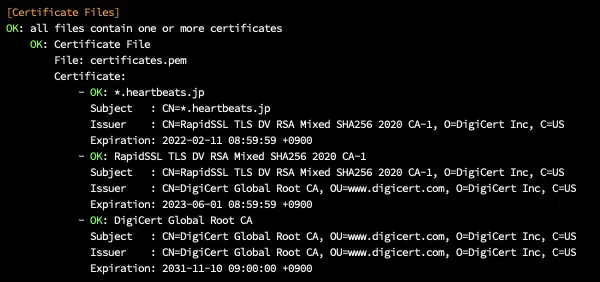 [Certificate Files]
OK: all files contain one or more certificates
OK: Certificate File
File: certificates.pem
Certificate:
- OK: *.heartbeats.jp
Subject : CN=*.heartbeats.jp
Issuer : CN=RapidSSL TLS DV RSA Mixed SHA256 2020 CA-1, O=DigiCert Inc, C=US
Expiration: 2022-02-11 08:59:59 +0900
- OK: RapidSSL TLS DV RSA Mixed SHA256 2020 CA-1
Subject : CN=RapidSSL TLS DV RSA Mixed SHA256 2020 CA-1, O=DigiCert Inc, C=US
Issuer : CN=DigiCert Global Root CA, OU=www.digicert.com, O=DigiCert Inc, C=US
Expiration: 2023-06-01 08:59:59 +0900
- OK: DigiCert Global Root CA
Subject : CN=DigiCert Global Root CA, OU=www.digicert.com, O=DigiCert Inc, C=US
Issuer : CN=DigiCert Global Root CA, OU=www.digicert.com, O=DigiCert Inc, C=US
Expiration: 2031-11-10 09:00:00 +0900